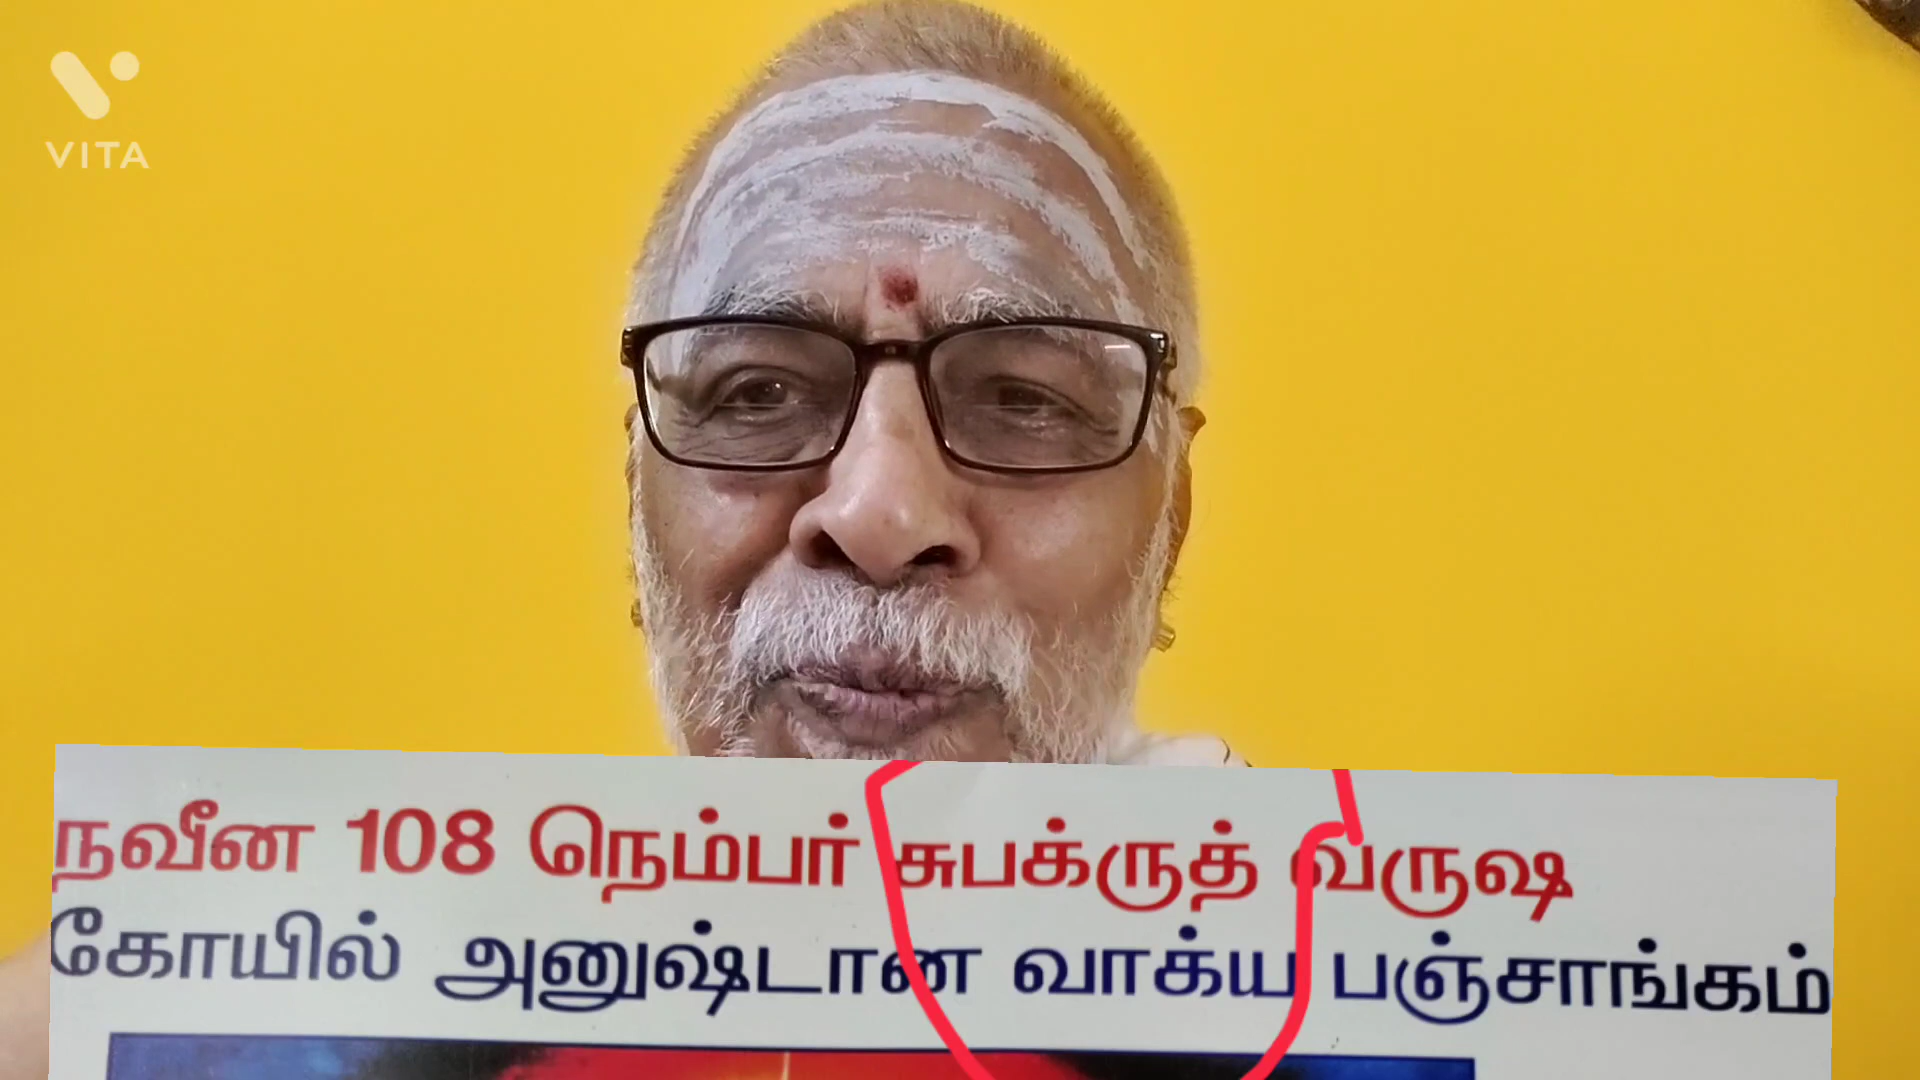 VITA
நவீன 108 நெம்பர் சுபக்ருத் வருஷ
கோயில் அனுஷ்டான வாக்ய பஞ்சாங்கம்